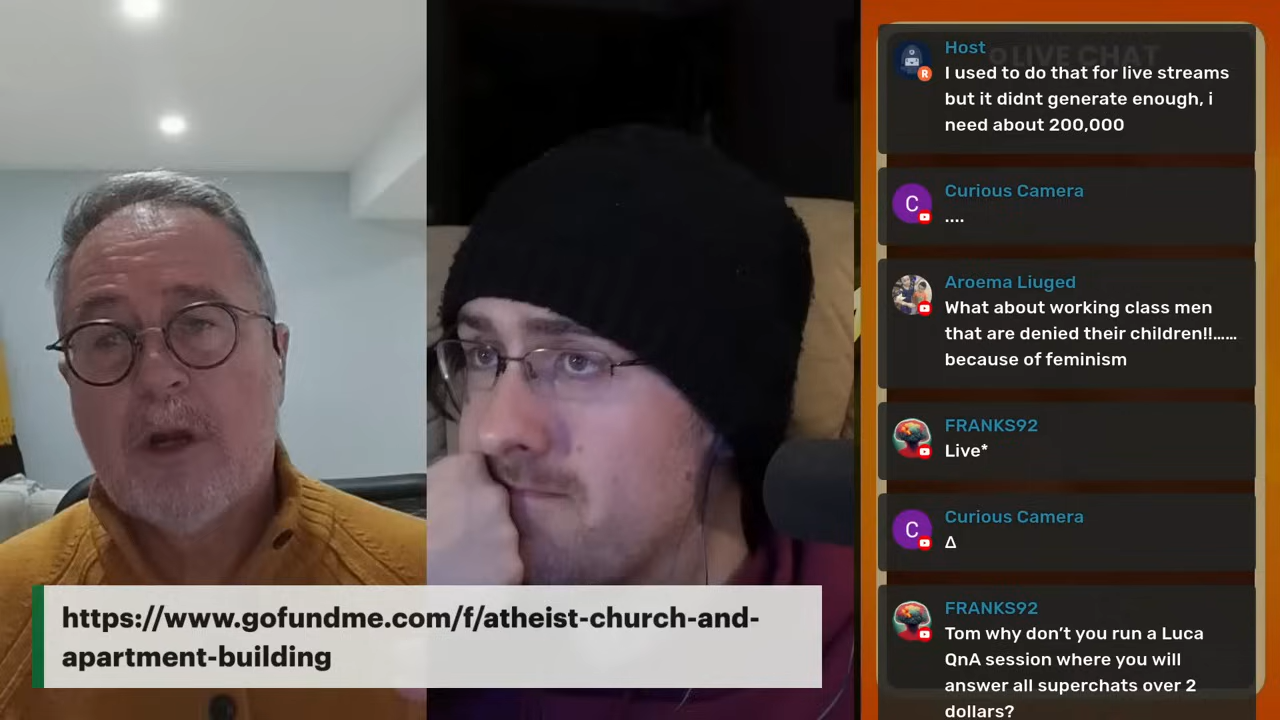 LIVE CHAT
Host
I used to do that for live streams
but it didnt generate enough, i
need about 200,000
Curious Camera
....
Aroema Liuged
What about working class men
that are denied their children!!......
because of feminism
FRANKS92
Live*
Curious Camera
Δ
FRANKS92
Tom why don’t you run a Luca
QnA session where you will
answer all superchats over 2
dollars?
https://www.gofundme.com/f/atheist-church-and-
apartment-building
R
C
C